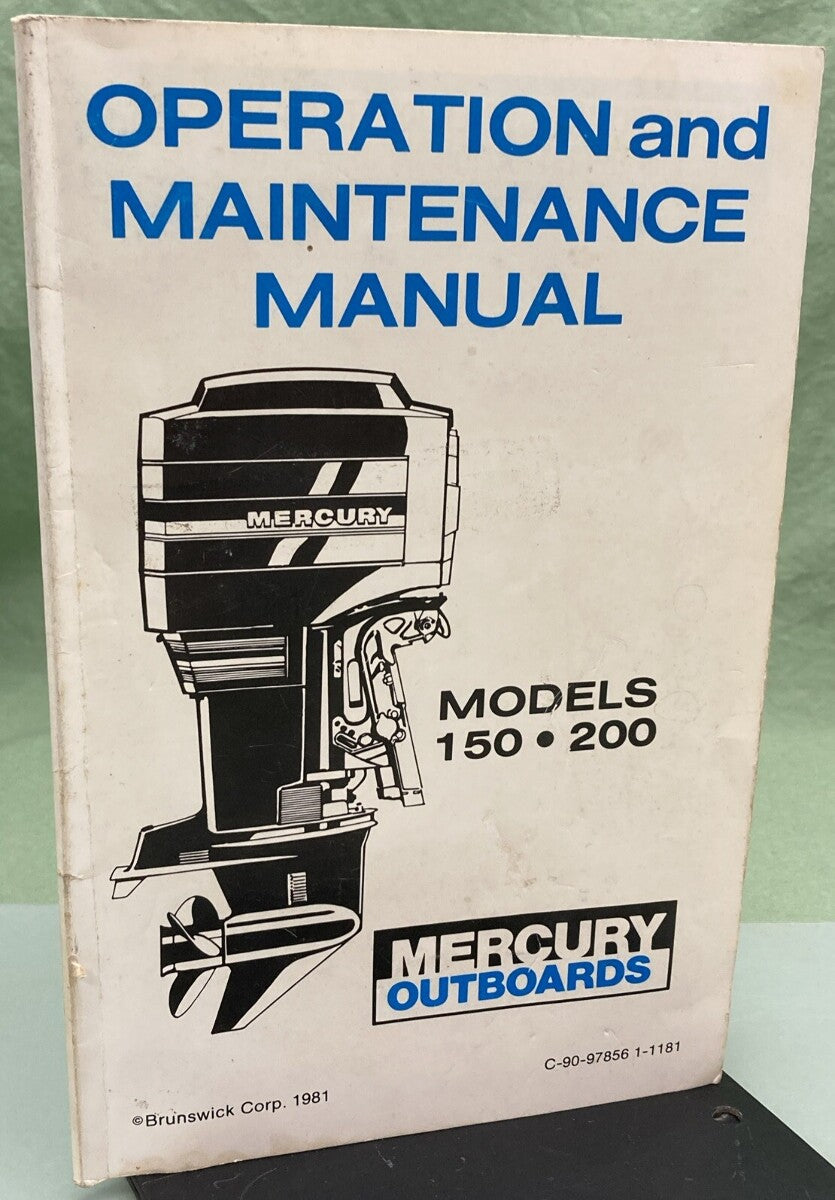 OPERATION and
MAINTENANCE
MANUAL
MERCURY
MODELS
150 • 200
MERCURY
OUTBOARDS
C-90-97856 1-1181
©Brunswick Corp. 1981